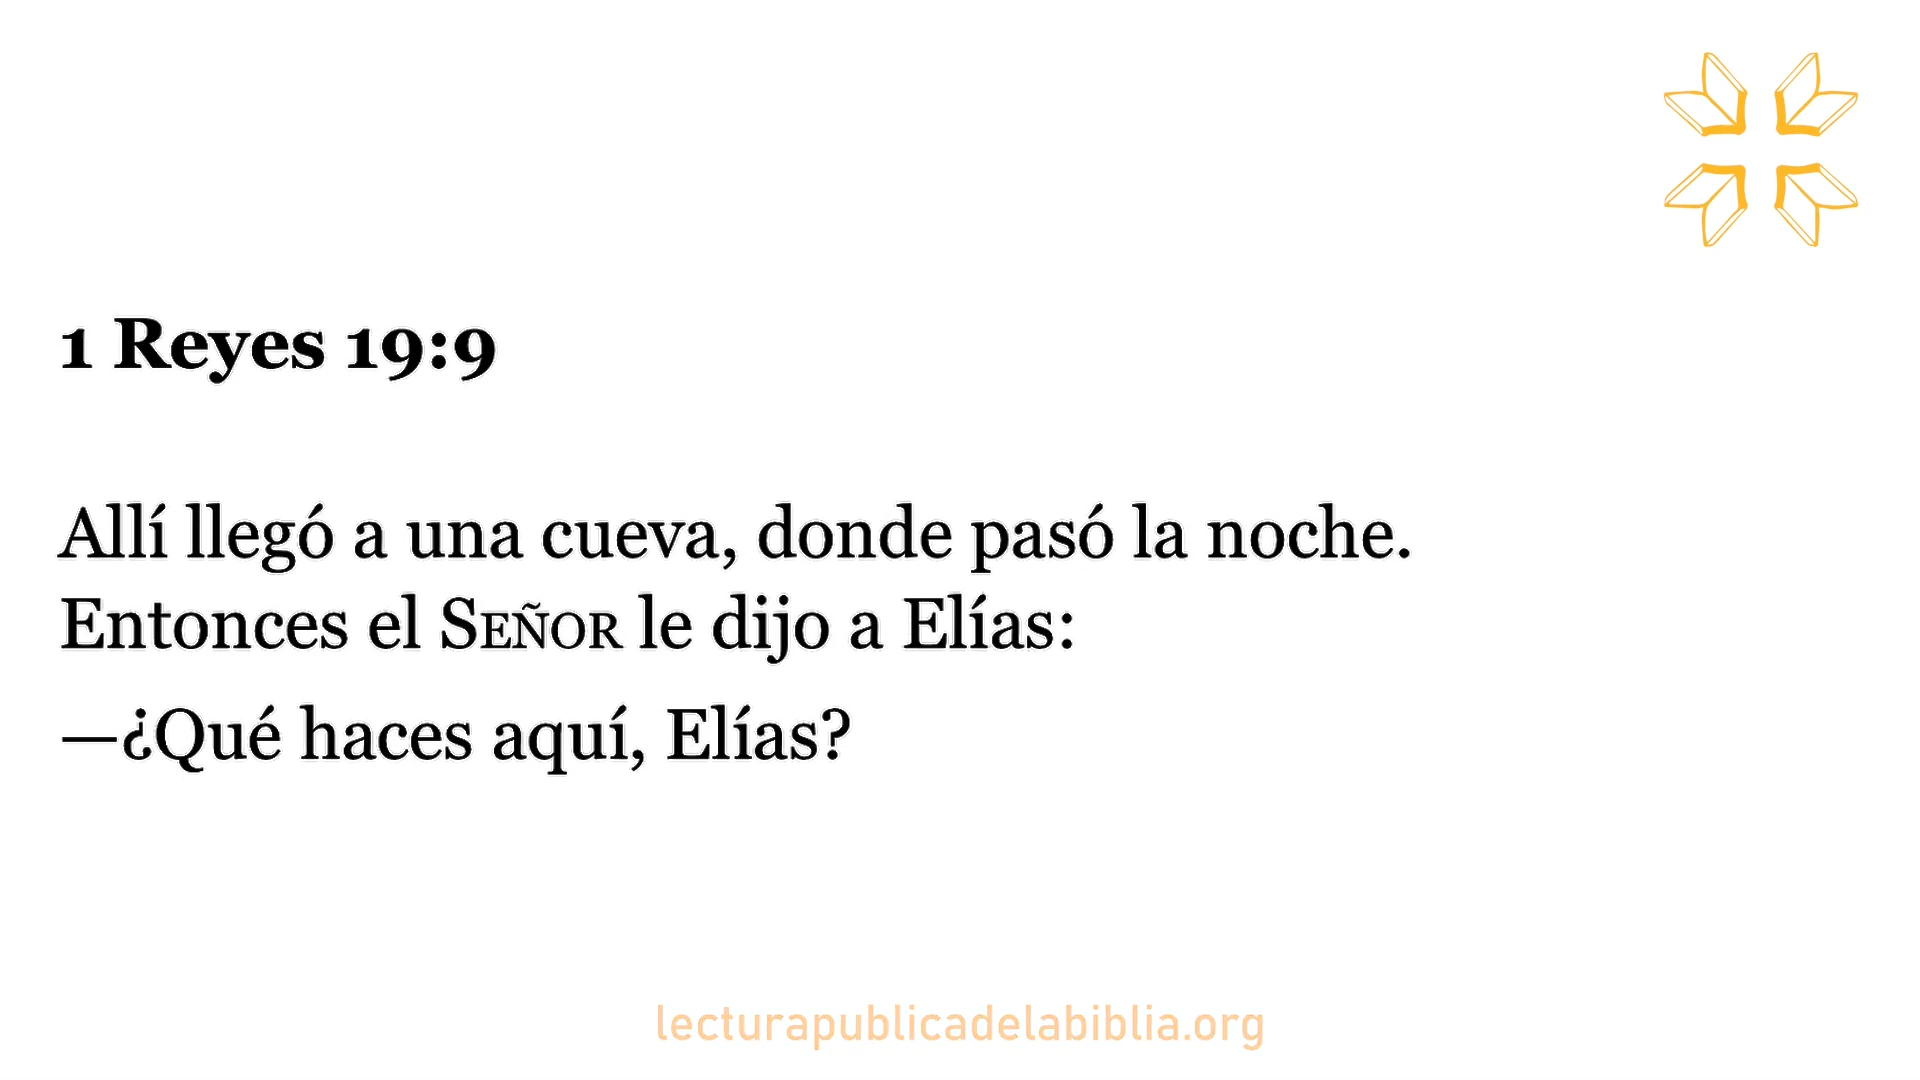 1 Reyes 19:9
Allí llegó a una cueva, donde pasó la noche.
Entonces el SEÑOR le dijo a Elías:
—¿Qué haces aquí, Elías?
lecturapublicadelabiblia.org